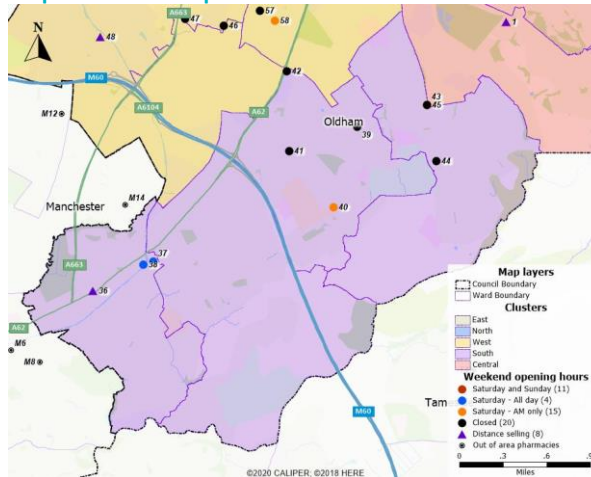 A663
57
47
46
58
48
1
N
42
M60
A6104
A62
43
45
M12
Oldham
39
41
44
M14
Manchester
40
37
38
A663
36
A62
M6
M8
M60
Tam
Map layers
Council Boundary
Ward Boundary
Clusters
East
North
West
South
Central
Weekend opening hours
Saturday and Sunday (11)
Saturday - All day (4)
Saturday - AM only (15)
Closed (20)
Distance selling (8)
Out of area pharmacies
0 .3 .6 .9
Miles
©2020 CALIPER; ©2018 HERE